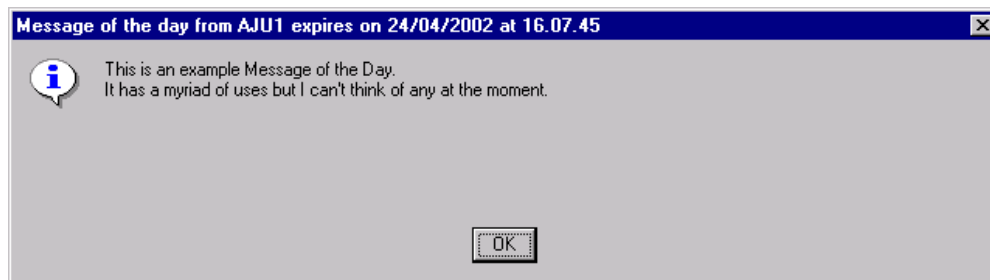 Message of the day from AJU1 expires on 24/04/2002 at 16.07.45
This is an example Message of the Day.
It has a myriad of uses but I can't think of any at the moment.
OK